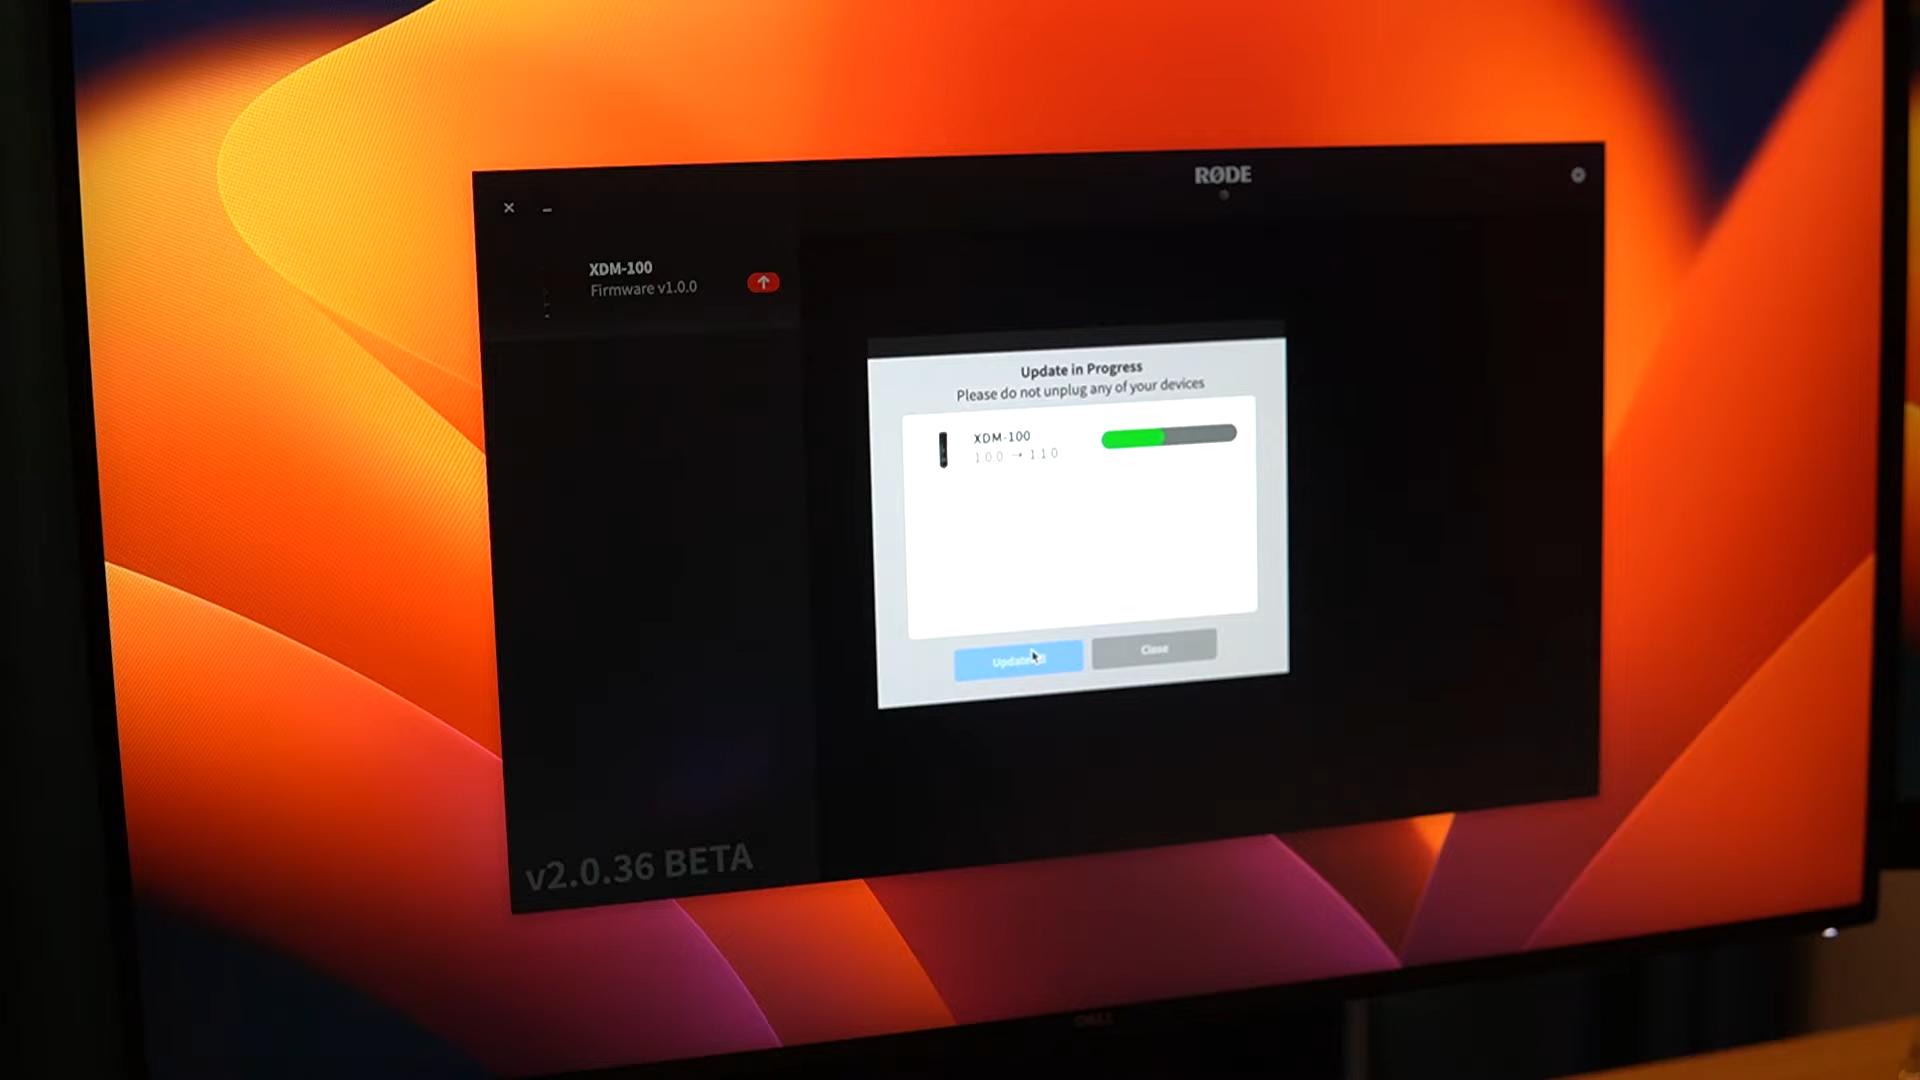 RØDE
XDM-100
Firmware v1.0.0
Update in Progress
Please do not unplug any of your devices
XDM-100
1.0.0 → 1.1.0
Close
v2.0.36 BETA
DELL